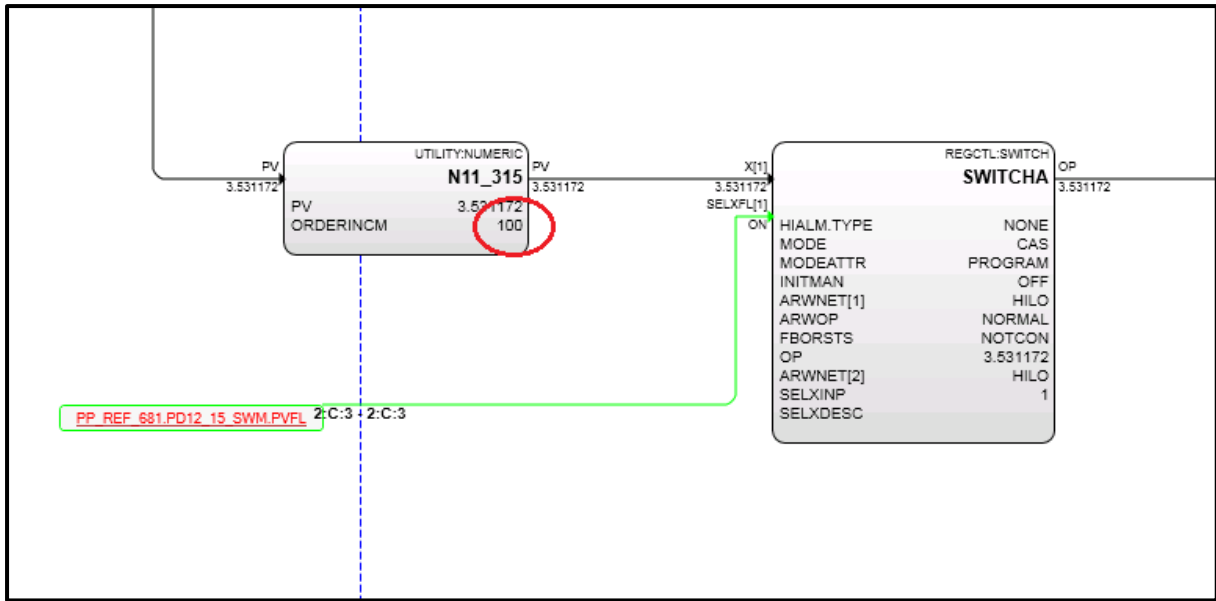 UTILITY:NUMERIC
N11_315
PV
3.531172
PV
3.531172
PV 3.531172
ORDERINCM 100
REGCTL:SWITCH
SWITCHA
X[1]
3.531172
SELXFL[1]
ON
OP
3.531172
HIALM.TYPE NONE
MODE CAS
MODEATTR PROGRAM
INITMAN OFF
ARWNET[1] HILO
ARWOP NORMAL
FBORSTS NOTCON
OP 3.531172
ARWNET[2] HILO
SELXINP 1
SELXDESC
PP_REF_681.PD12_15_SWM.PVFL 2:C:3 - 2:C:3